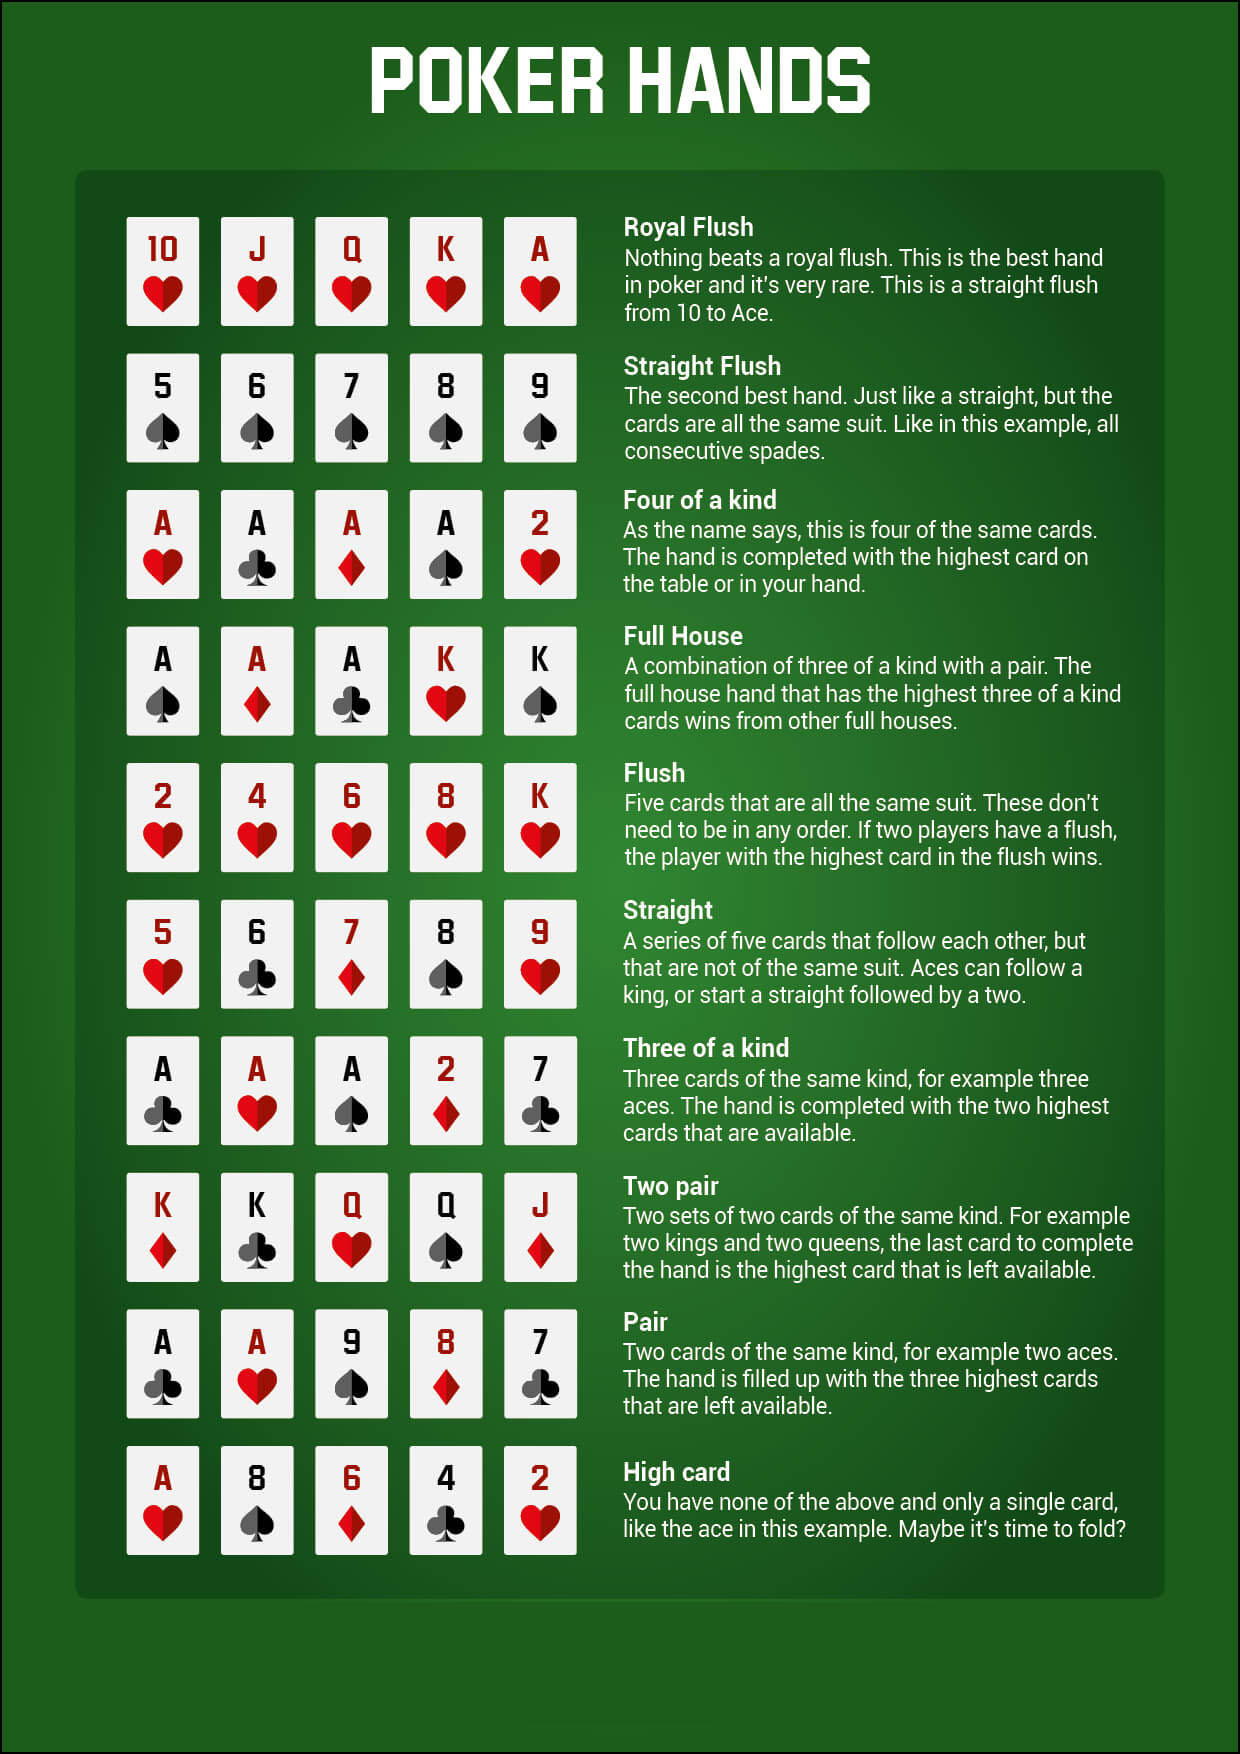 POKER HANDS
10 J Q K A
Royal Flush
Nothing beats a royal flush. This is the best hand
in poker and it's very rare. This is a straight flush
from 10 to Ace.
5 6 7 8 9
Straight Flush
The second best hand. Just like a straight, but the
cards are all the same suit. Like in this example, all
consecutive spades.
A A A A 2
Four of a kind
As the name says, this is four of the same cards.
The hand is completed with the highest card on
the table or in your hand.
A A A K K
Full House
A combination of three of a kind with a pair. The
full house hand that has the highest three of a kind
cards wins from other full houses.
2 4 6 8 K
Flush
Five cards that are all the same suit. These don't
need to be in any order. If two players have a flush,
the player with the highest card in the flush wins.
5 6 7 8 9
Straight
A series of five cards that follow each other, but
that are not of the same suit. Aces can follow a
king, or start a straight followed by a two.
A A A 2 7
Three of a kind
Three cards of the same kind, for example three
aces. The hand is completed with the two highest
cards that are available.
K K Q Q J
Two pair
Two sets of two cards of the same kind. For example
two kings and two queens, the last card to complete
the hand is the highest card that is left available.
A A 9 8 7
Pair
Two cards of the same kind, for example two aces.
The hand is filled up with the three highest cards
that are left available.
A 8 6 4 2
High card
You have none of the above and only a single card,
like the ace in this example. Maybe it's time to fold?